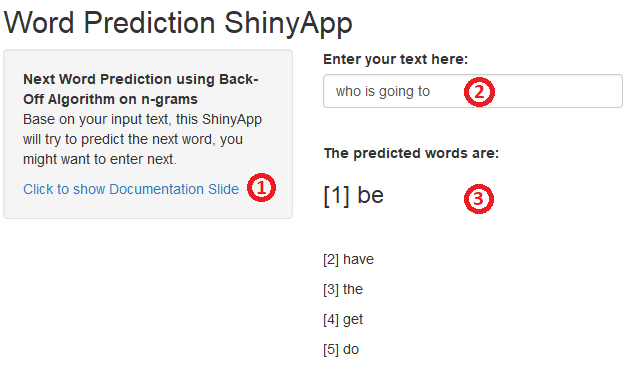 Word Prediction ShinyApp
Next Word Prediction using Back-
Off Algorithm on n-grams
Base on your input text, this ShinyApp
will try to predict the next word, you
might want to enter next.
Click to show Documentation Slide 1
Enter your text here:
who is going to 2
The predicted words are:
[1] be 3
[2] have
[3] the
[4] get
[5] do